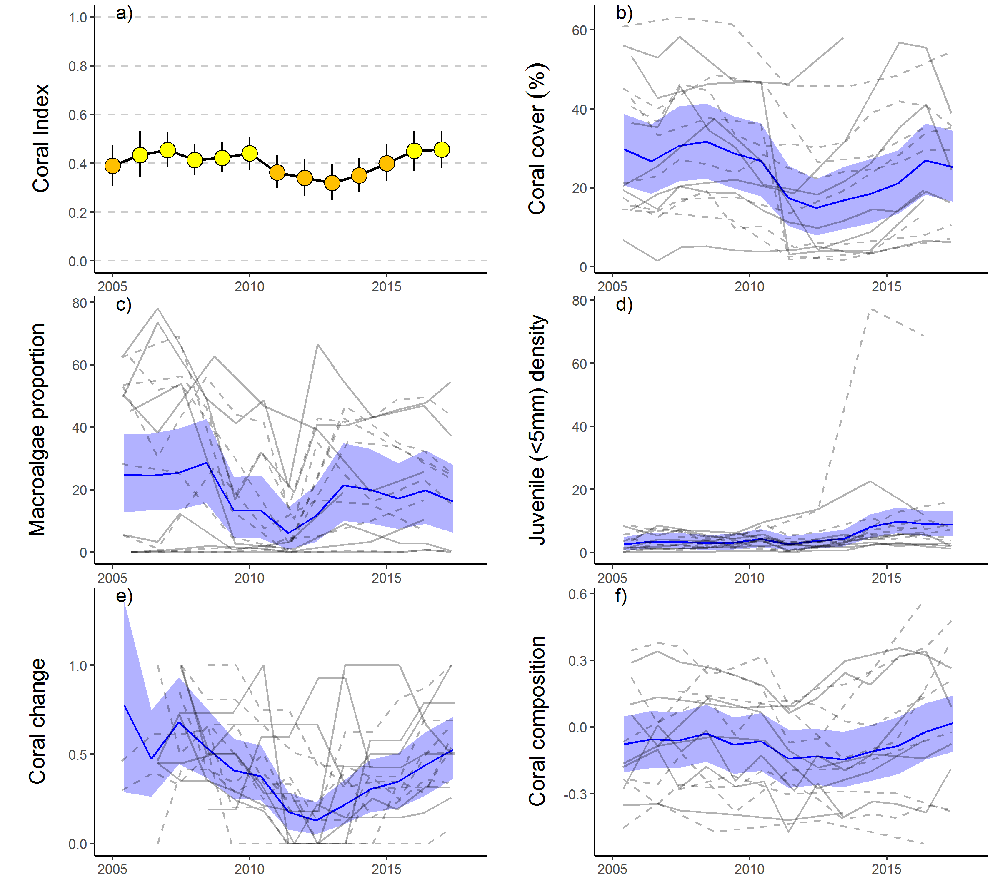 a)
Coral Index
1.0
0.8
0.6
0.4
0.2
0.0
2005 2010 2015
b)
Coral cover (%)
60
40
20
0
2005 2010 2015
c)
Macroalgae proportion
80
60
40
20
0
2005 2010 2015
d)
Juvenile (<5mm) density
80
60
40
20
0
2005 2010 2015
e)
Coral change
1.0
0.5
0.0
2005 2010 2015
f)
Coral composition
0.6
0.3
0.0
-0.3
2005 2010 2015